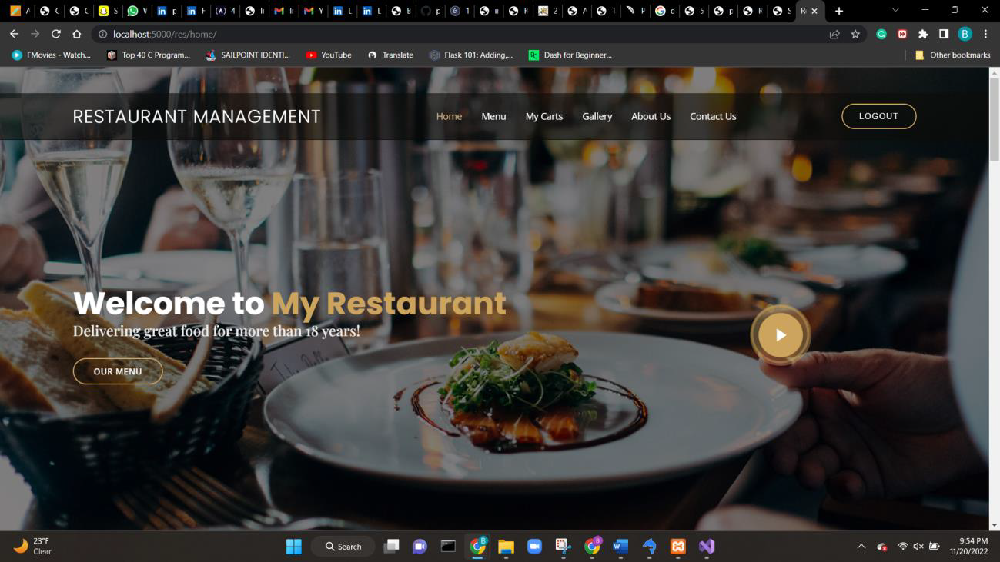 localhost:5000/res/home/
FMovies - Watch...
Top 40 C Program...
SAILPOINT IDENTI...
YouTube
Translate
Flask 101: Adding,...
Dash for Beginner...
Other bookmarks
RESTAURANT MANAGEMENT
Home
Menu
My Carts
Gallery
About Us
Contact Us
LOGOUT
Welcome to My Restaurant
Delivering great food for more than 18 years!
OUR MENU
23°F
Clear
Search
9:54 PM
11/20/2022